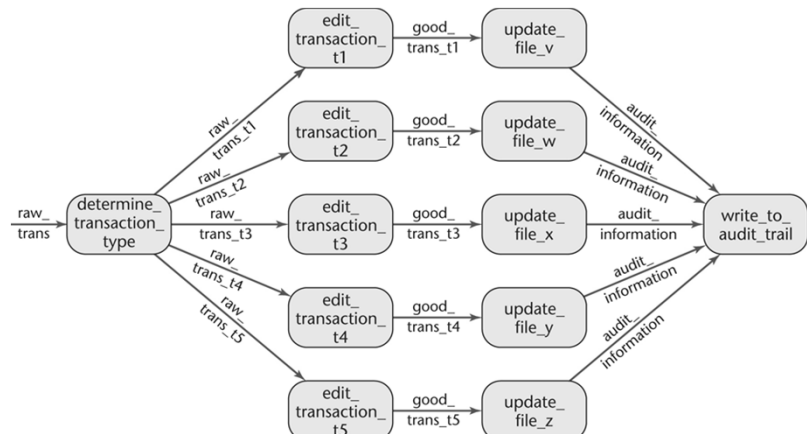 edit_
transaction_
t1
good_
trans_t1
update_
file_v
raw_
trans_t1
audit_
information
edit_
transaction_
t2
good_
trans_t2
update_
file_w
raw_
trans_t2
audit_
information
raw_
trans
determine_
transaction_
type
raw_
trans_t3
edit_
transaction_
t3
good_
trans_t3
update_
file_x
audit_
information
write_to_
audit_trail
raw_
trans_t4
edit_
transaction_
t4
good_
trans_t4
update_
file_y
audit_
information
raw_
trans_t5
edit_
transaction_
t5
good_
trans_t5
update_
file_z
audit_
information